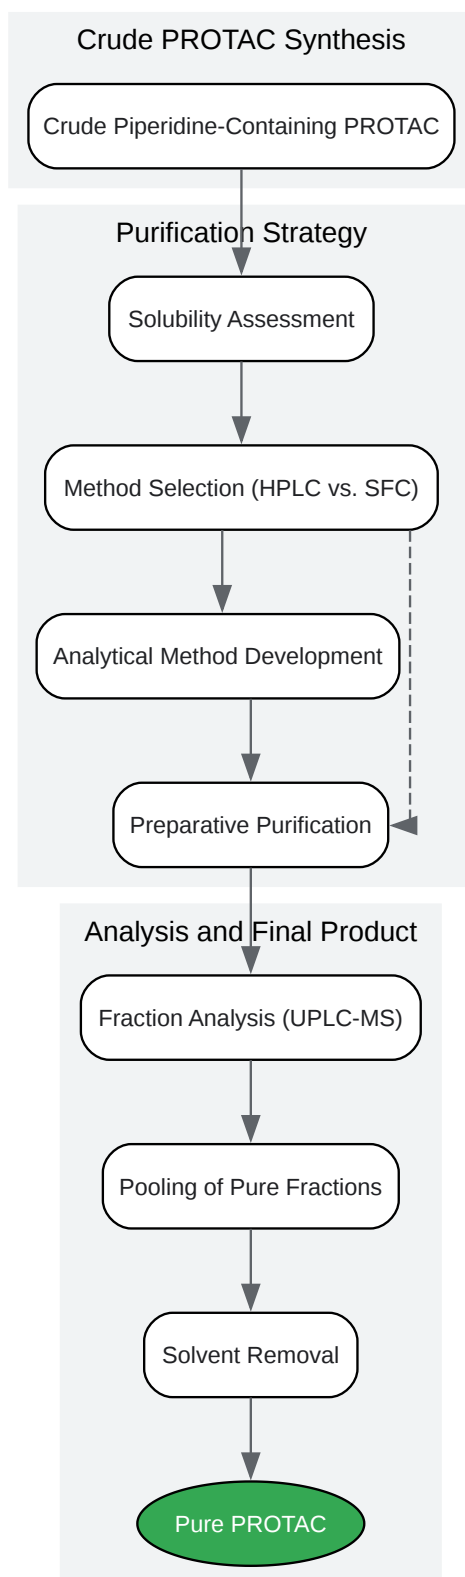 Crude PROTAC Synthesis
Crude Piperidine-Containing PROTAC
Purification Strategy
Solubility Assessment
Method Selection (HPLC vs. SFC)
Analytical Method Development
Preparative Purification
Analysis and Final Product
Fraction Analysis (UPLC-MS)
Pooling of Pure Fractions
Solvent Removal
Pure PROTAC